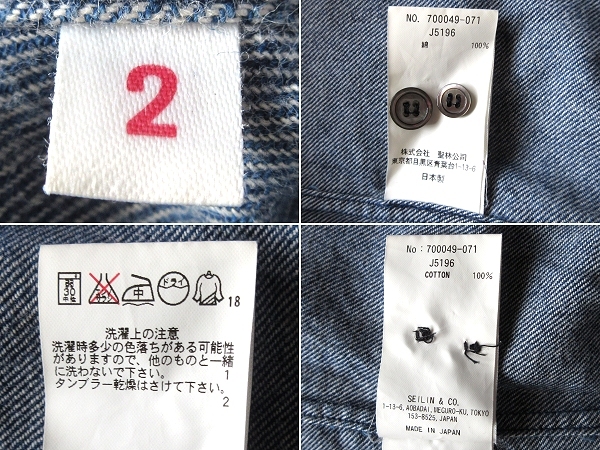 2
NO. 700049-071
J5196
綿 100%
株式会社 聖林公司
東京都目黒区青葉台1-13-6
日本製
ドライ
18
洗濯上の注意
洗濯時多少の色落ちがある可能性
がありますので、他のものと一緒
に洗わないで下さい。 1
タンブラー乾燥はさけて下さい。
2
No：700049-071
J5196
COTTON 100%
SEILIN & CO.
1-13-6, AOBADAI, MEGURO-KU, TOKYO
153-8525, JAPAN
MADE IN JAPAN